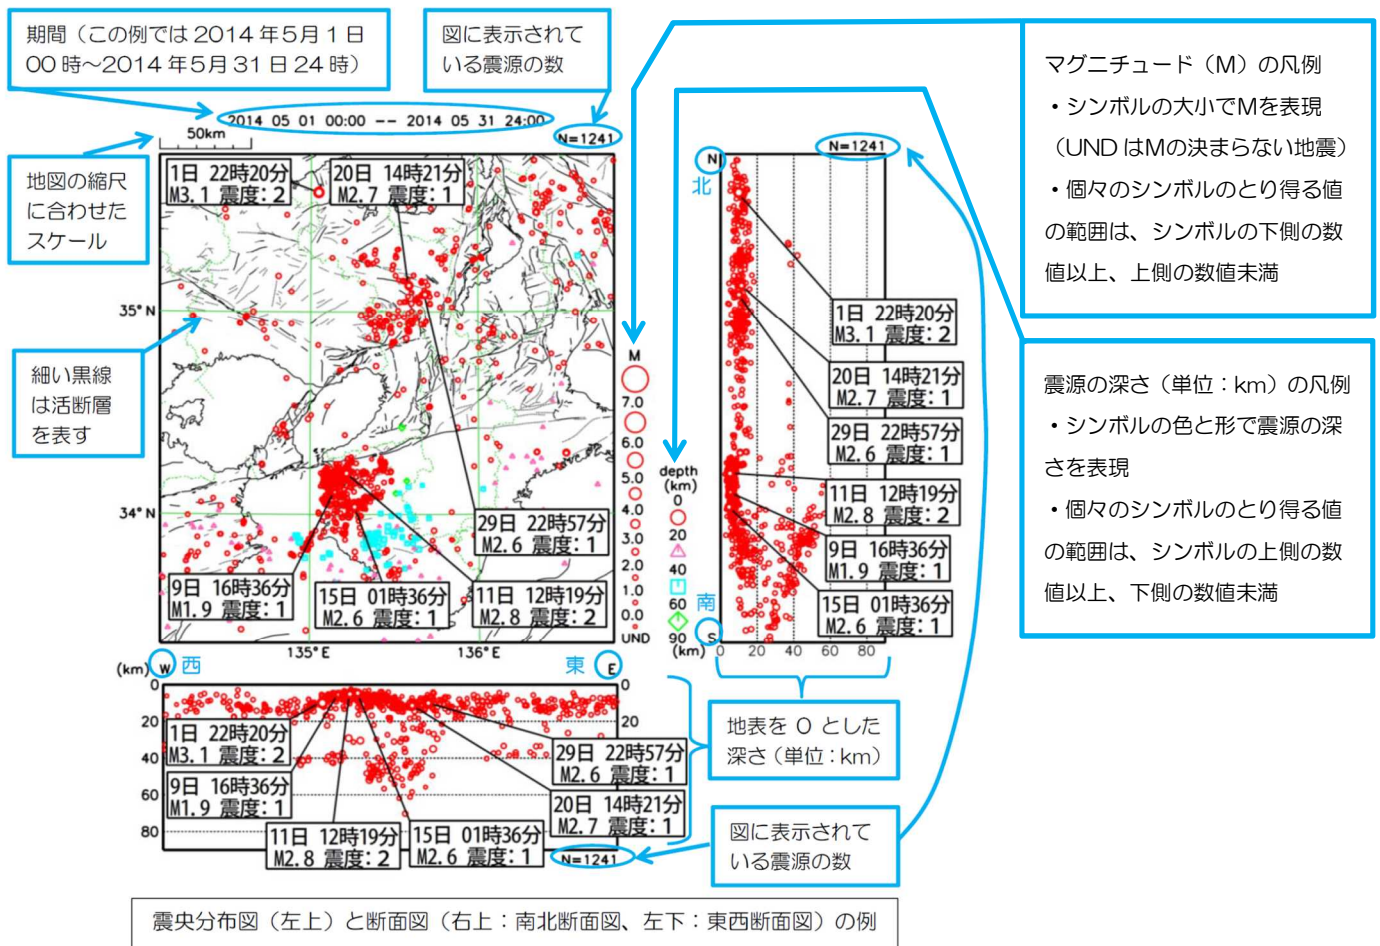 期間（この例では2014年5月1日
00時～2014年5月31日24時）
図に表示されて
いる震源の数
マグニチュード（M）の凡例
・シンボルの大小でMを表現
（UNDはMの決まらない地震）
・個々のシンボルのとり得る値
の範囲は、シンボルの下側の数
値以上、上側の数値未満
2014 05 01 00:00 -- 2014 05 31 24:00
50km
N=1241
地図の縮尺
に合わせた
スケール
1日 22時20分
M3.1 震度:2
20日 14時21分
M2.7 震度:1
35°N
細い黒線
は活断層
を表す
34°N
29日 22時57分
M2.6 震度:1
9日 16時36分
M1.9 震度:1
15日 01時36分
M2.6 震度:1
11日 12時19分
M2.8 震度:2
135°E
136°E
M
7.0
6.0
5.0
4.0
3.0
2.0
1.0
0.0
UND
depth
(km)
0
20
40
60
90
(km)
N=1241
N
北
1日 22時20分
M3.1 震度:2
20日 14時21分
M2.7 震度:1
29日 22時57分
M2.6 震度:1
11日 12時19分
M2.8 震度:2
9日 16時36分
M1.9 震度:1
15日 01時36分
M2.6 震度:1
南
S
0 20 40 60 80
震源の深さ（単位：km）の凡例
・シンボルの色と形で震源の深
さを表現
・個々のシンボルのとり得る値
の範囲は、シンボルの上側の数
値以上、下側の数値未満
(km) W 西 東 E
0
20
40
60
80
0
20
1日 22時20分
M3.1 震度:2
9日 16時36分
M1.9 震度:1
11日 12時19分
M2.8 震度:2
15日 01時36分
M2.6 震度:1
29日 22時57分
M2.6 震度:1
20日 14時21分
M2.7 震度:1
N=1241
地表を0とした
深さ（単位：km）
図に表示されて
いる震源の数
震央分布図（左上）と断面図（右上：南北断面図、左下：東西断面図）の例